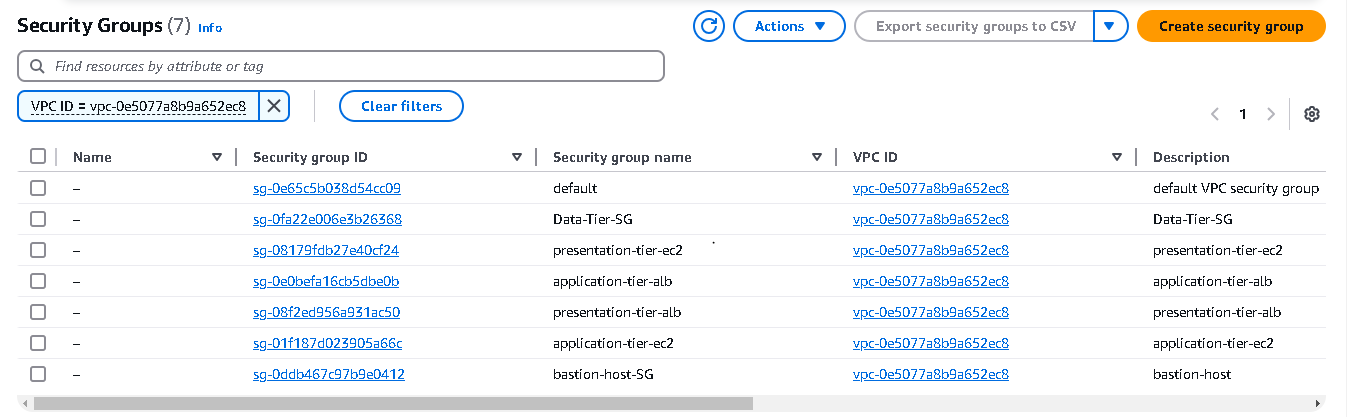 Security Groups (7) Info
Actions
Export security groups to CSV
Create security group
Find resources by attribute or tag
VPC ID = vpc-0e5077a8b9a652ec8
Clear filters
1
Name Security group ID Security group name VPC ID Description
– sg-0e65c5b038d54cc09 default vpc-0e5077a8b9a652ec8 default VPC security group
– sg-0fa22e006e3b26368 Data-Tier-SG vpc-0e5077a8b9a652ec8 Data-Tier-SG
– sg-08179fdb27e40cf24 presentation-tier-ec2 vpc-0e5077a8b9a652ec8 presentation-tier-ec2
– sg-0e0befa16cb5dbe0b application-tier-alb vpc-0e5077a8b9a652ec8 application-tier-alb
– sg-08f2ed956a931ac50 presentation-tier-alb vpc-0e5077a8b9a652ec8 presentation-tier-alb
– sg-01f187d023905a66c application-tier-ec2 vpc-0e5077a8b9a652ec8 application-tier-ec2
– sg-0ddb467c97b9e0412 bastion-host-SG vpc-0e5077a8b9a652ec8 bastion-host